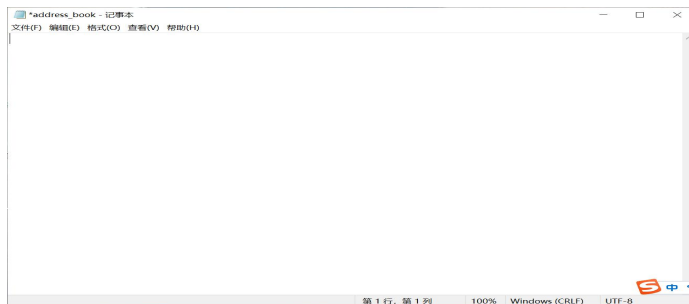 *address_book - 记事本
文件(F) 编辑(E) 格式(O) 查看(V) 帮助(H)
中
第 1 行，第 1 列 100% Windows (CRLF) UTF-8